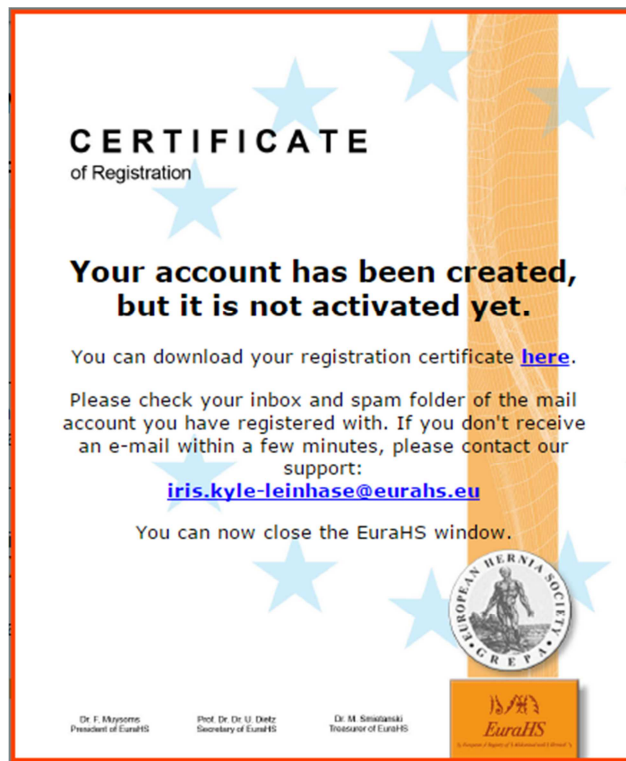 CERTIFICATE
of Registration
Your account has been created,
but it is not activated yet.
You can download your registration certificate here.
Please check your inbox and spam folder of the mail
account you have registered with. If you don't receive
an e-mail within a few minutes, please contact our
support:
iris.kyle-leinhase@eurahs.eu
You can now close the EuraHS window.
EUROPEAN HERNIA SOCIETY
GREPA
Dr. F. Muysoms
President of EuraHS
Prof. Dr. Dr. U. Dietz
Secretary of EuraHS
Dr. M. Smietanski
Treasurer of EuraHS
EuraHS